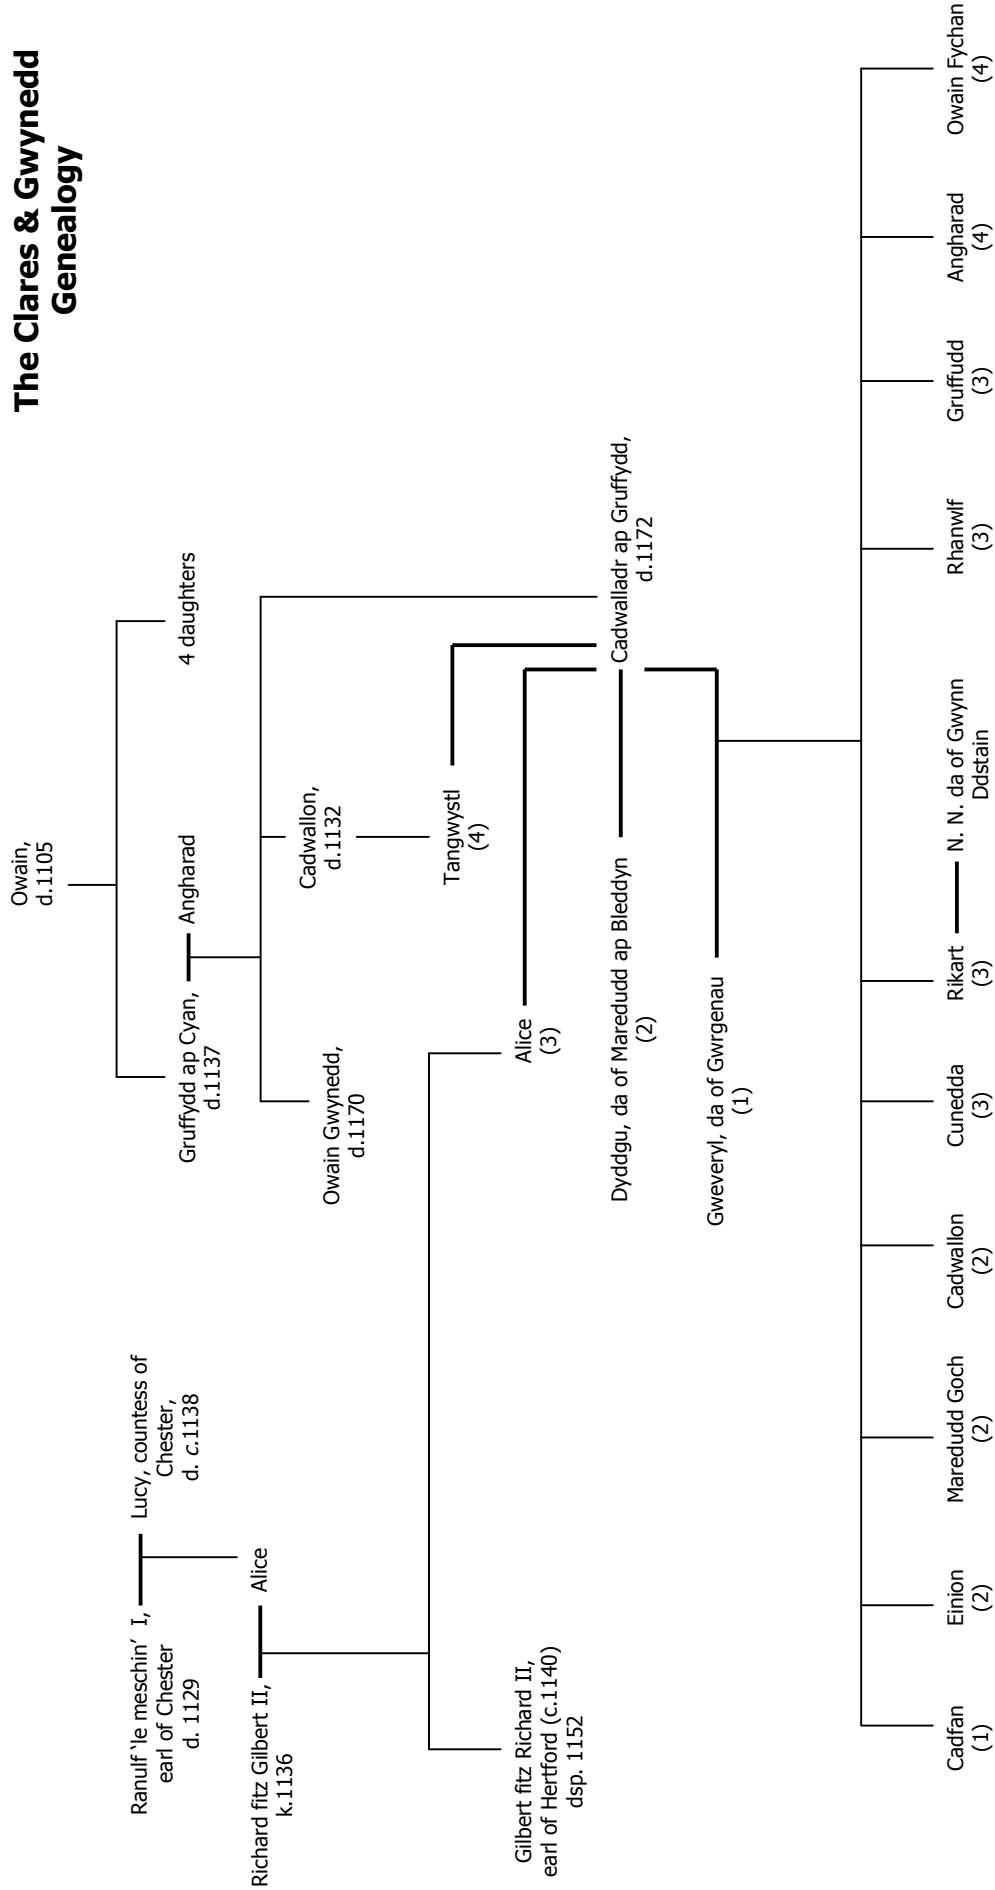 The Clares & Gwynedd
Genealogy
Owain,
d.1105
Ranulf 'le meschin' I,
earl of Chester
d. 1129
Lucy, countess of
Chester,
d. c.1138
Gruffydd ap Cyan,
d.1137
Angharad
4 daughters
Richard fitz Gilbert II,
k.1136
Alice
Owain Gwynedd,
d.1170
Cadwallon,
d.1132
Tangwystl
(4)
Gilbert fitz Richard II,
earl of Hertford (c.1140)
dsp. 1152
Alice
(3)
Dyddgu, da of Maredudd ap Bleddyn
(2)
Cadwalladr ap Gruffydd,
d.1172
Gweveryl, da of Gwrgenau
(1)
Cadfan
(1)
Einion
(2)
Maredudd Goch
(2)
Cadwallon
(2)
Cunedda
(3)
Rikart
(3)
N. N. da of Gwynn
Ddstain
Rhanwlf
(3)
Gruffudd
(3)
Angharad
(4)
Owain Fychan
(4)